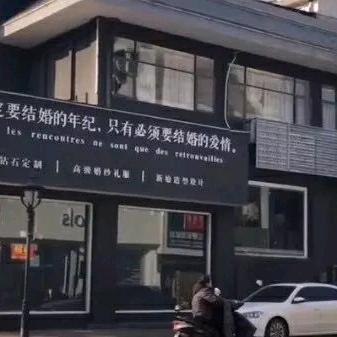 要结婚的年纪，只有必须要结婚的爱情。
les rencontres ne sont que des retrouvailles
钻石定制 | 高级婚纱礼服 | 新娘造型设计